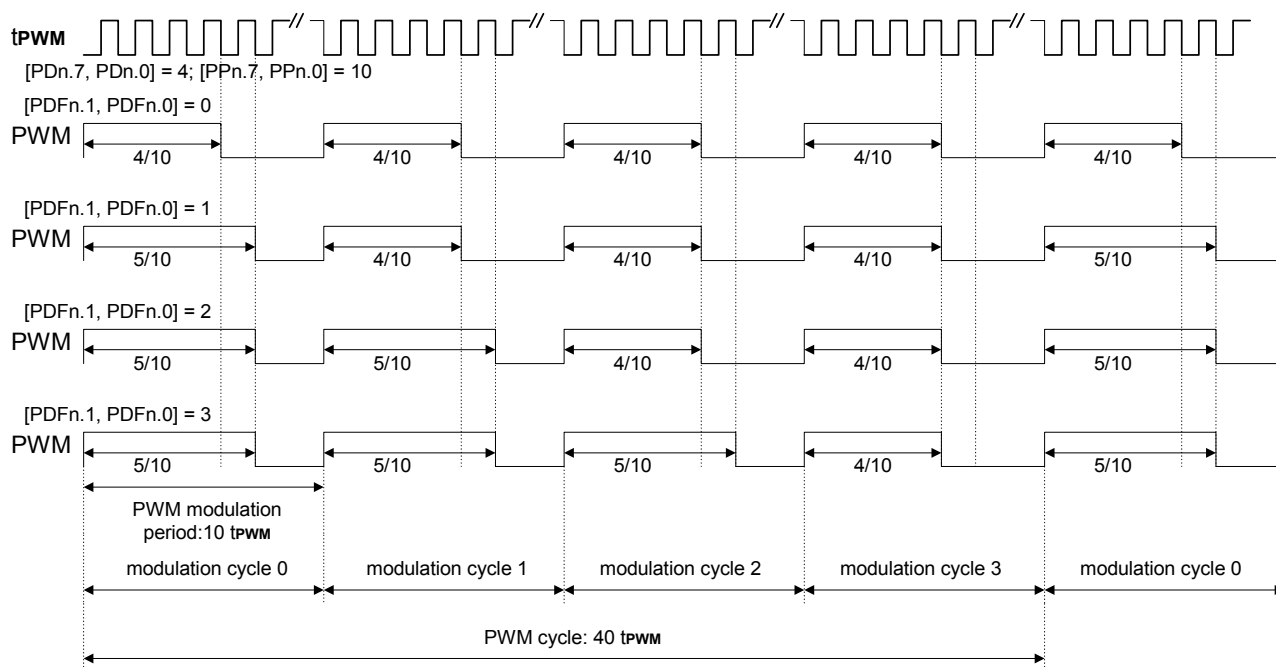 tPWM
[PDn.7, PDn.0] = 4; [PPn.7, PPn.0] = 10
[PDFn.1, PDFn.0] = 0
PWM
4/10 4/10 4/10 4/10 4/10
[PDFn.1, PDFn.0] = 1
PWM
5/10 4/10 4/10 4/10 5/10
[PDFn.1, PDFn.0] = 2
PWM
5/10 5/10 4/10 4/10 5/10
[PDFn.1, PDFn.0] = 3
PWM
5/10 5/10 5/10 4/10 5/10
PWM modulation
period:10 tPWM
modulation cycle 0 modulation cycle 1 modulation cycle 2 modulation cycle 3 modulation cycle 0
PWM cycle: 40 tPWM